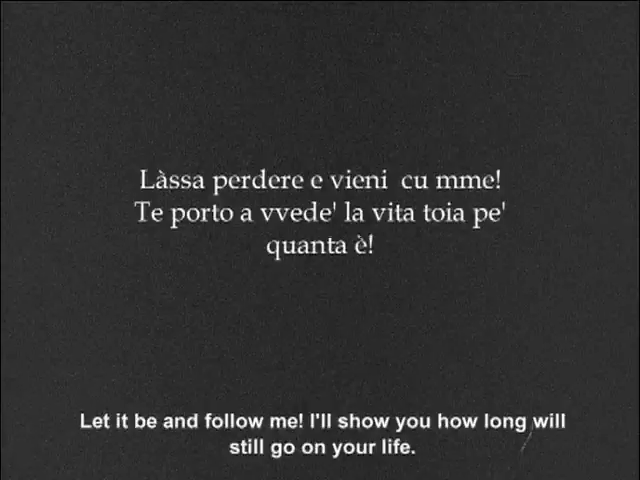 Làssa perdere e vieni cu mme!
Te porto a vvede' la vita toia pe'
quanta è!
Let it be and follow me! I'll show you how long will
still go on your life.